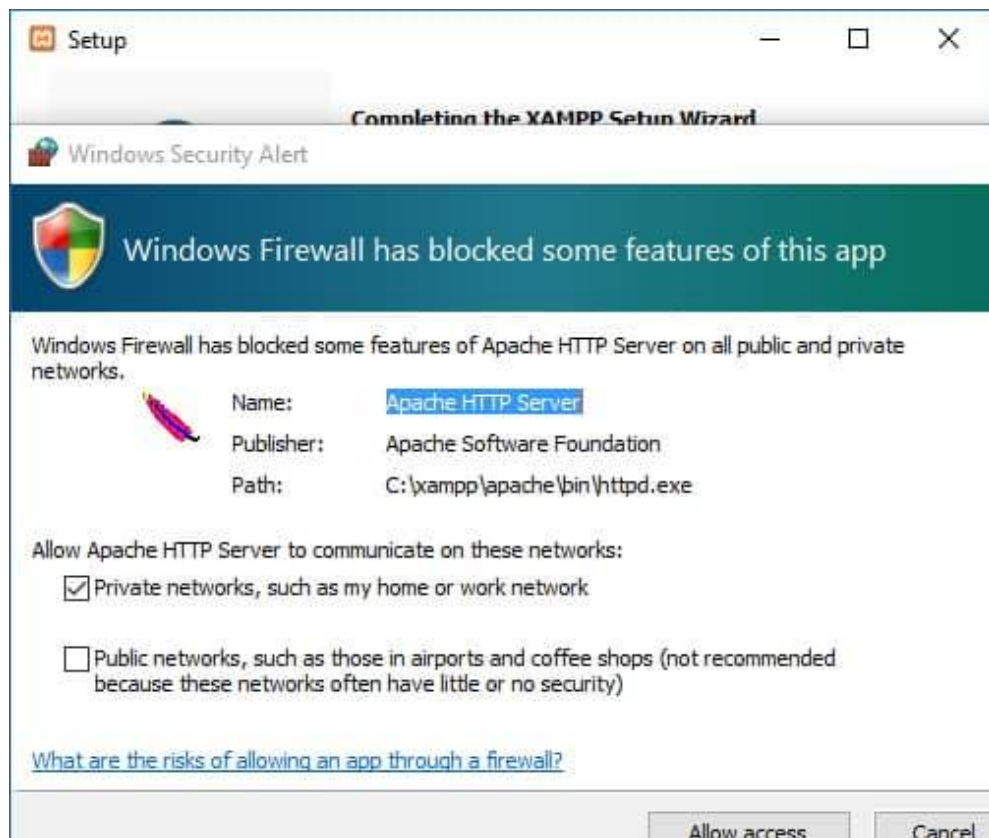 Setup
Completing the XAMPP Setup Wizard
Windows Security Alert
Windows Firewall has blocked some features of this app
Windows Firewall has blocked some features of Apache HTTP Server on all public and private
networks.
Name: Apache HTTP Server
Publisher: Apache Software Foundation
Path: C:\xampp\apache\bin\httpd.exe
Allow Apache HTTP Server to communicate on these networks:
Private networks, such as my home or work network
Public networks, such as those in airports and coffee shops (not recommended
because these networks often have little or no security)
What are the risks of allowing an app through a firewall?
Allow access Cancel